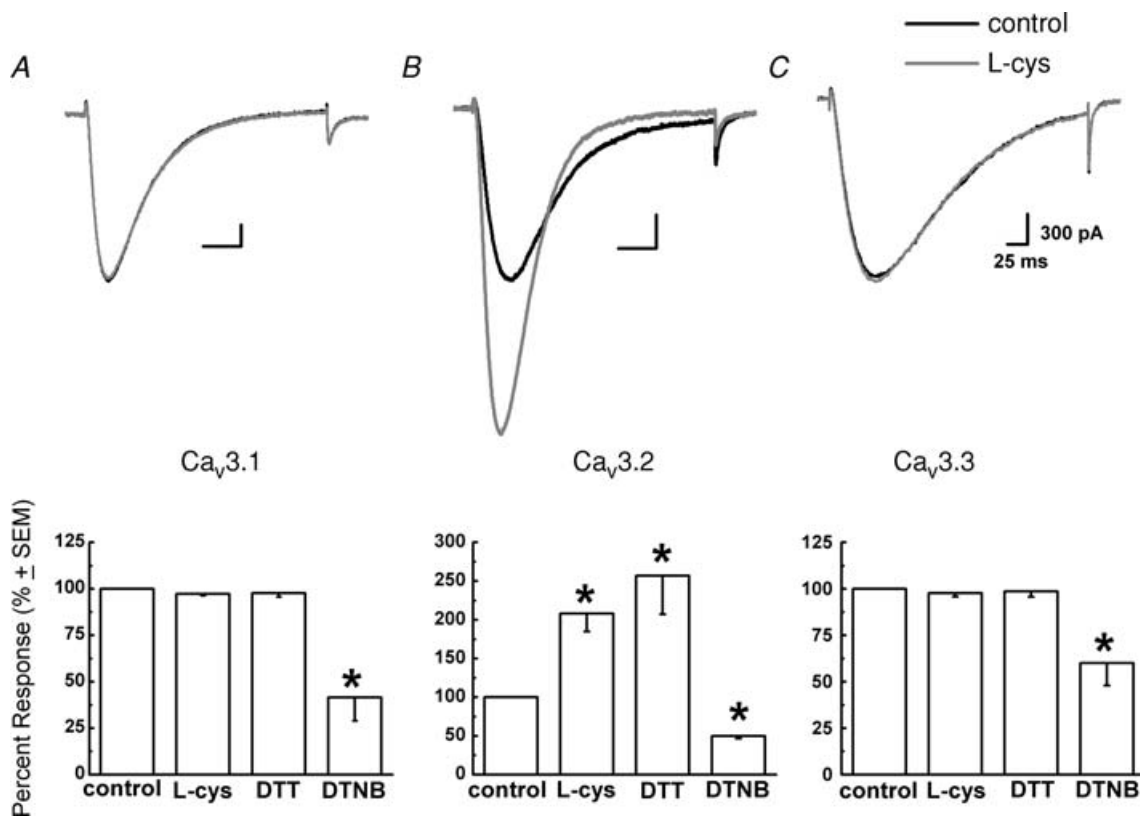 control
L-cys
A
B
C
300 pA
25 ms
Cav3.1
Cav3.2
Cav3.3
Percent Response (% ± SEM)
125
100
75
50
25
0
*
control L-cys DTT DTNB
300
250
200
150
100
50
0
*
*
*
control L-cys DTT DTNB
125
100
75
50
25
0
*
control L-cys DTT DTNB